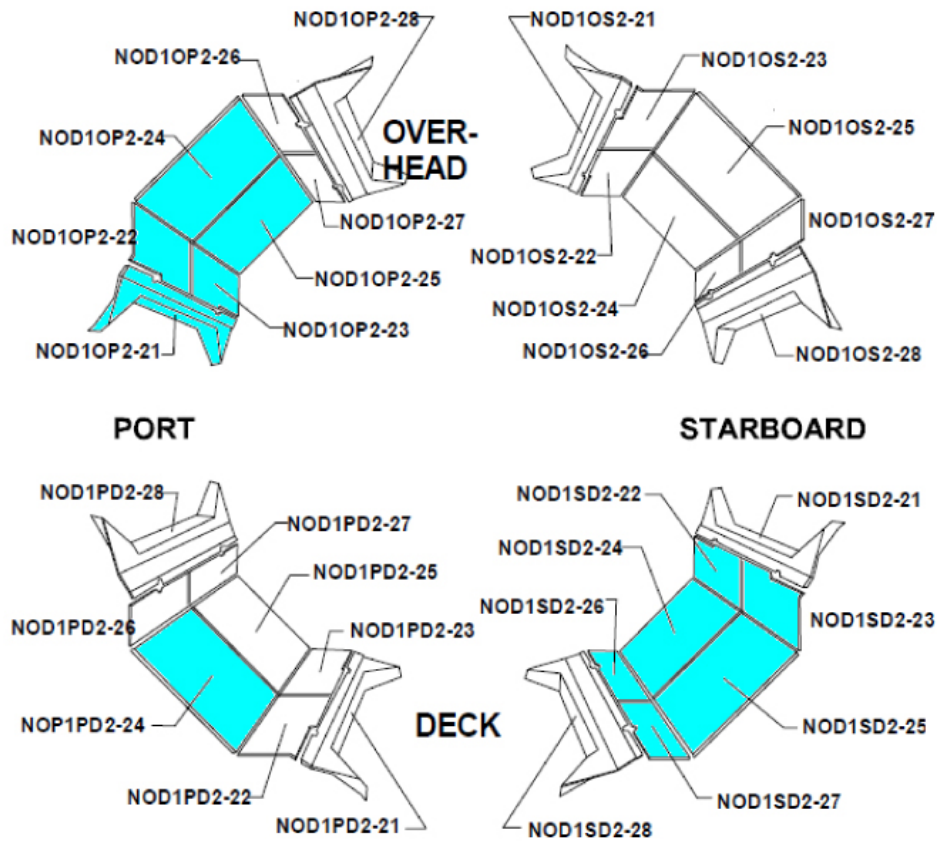 NOD1OP2-28
NOD1OS2-21
NOD1OP2-26
NOD1OS2-23
NOD1OP2-24
OVER-
HEAD
NOD1OS2-25
NOD1OP2-27
NOD1OS2-27
NOD1OP2-22
NOD1OS2-22
NOD1OP2-25
NOD1OS2-24
NOD1OP2-23
NOD1OP2-21
NOD1OS2-26
NOD1OS2-28
PORT
STARBOARD
NOD1PD2-28
NOD1SD2-22
NOD1SD2-21
NOD1PD2-27
NOD1SD2-24
NOD1PD2-25
NOD1SD2-26
NOD1PD2-26
NOD1PD2-23
NOD1SD2-23
NOP1PD2-24
DECK
NOD1SD2-25
NOD1PD2-22
NOD1SD2-27
NOD1PD2-21
NOD1SD2-28